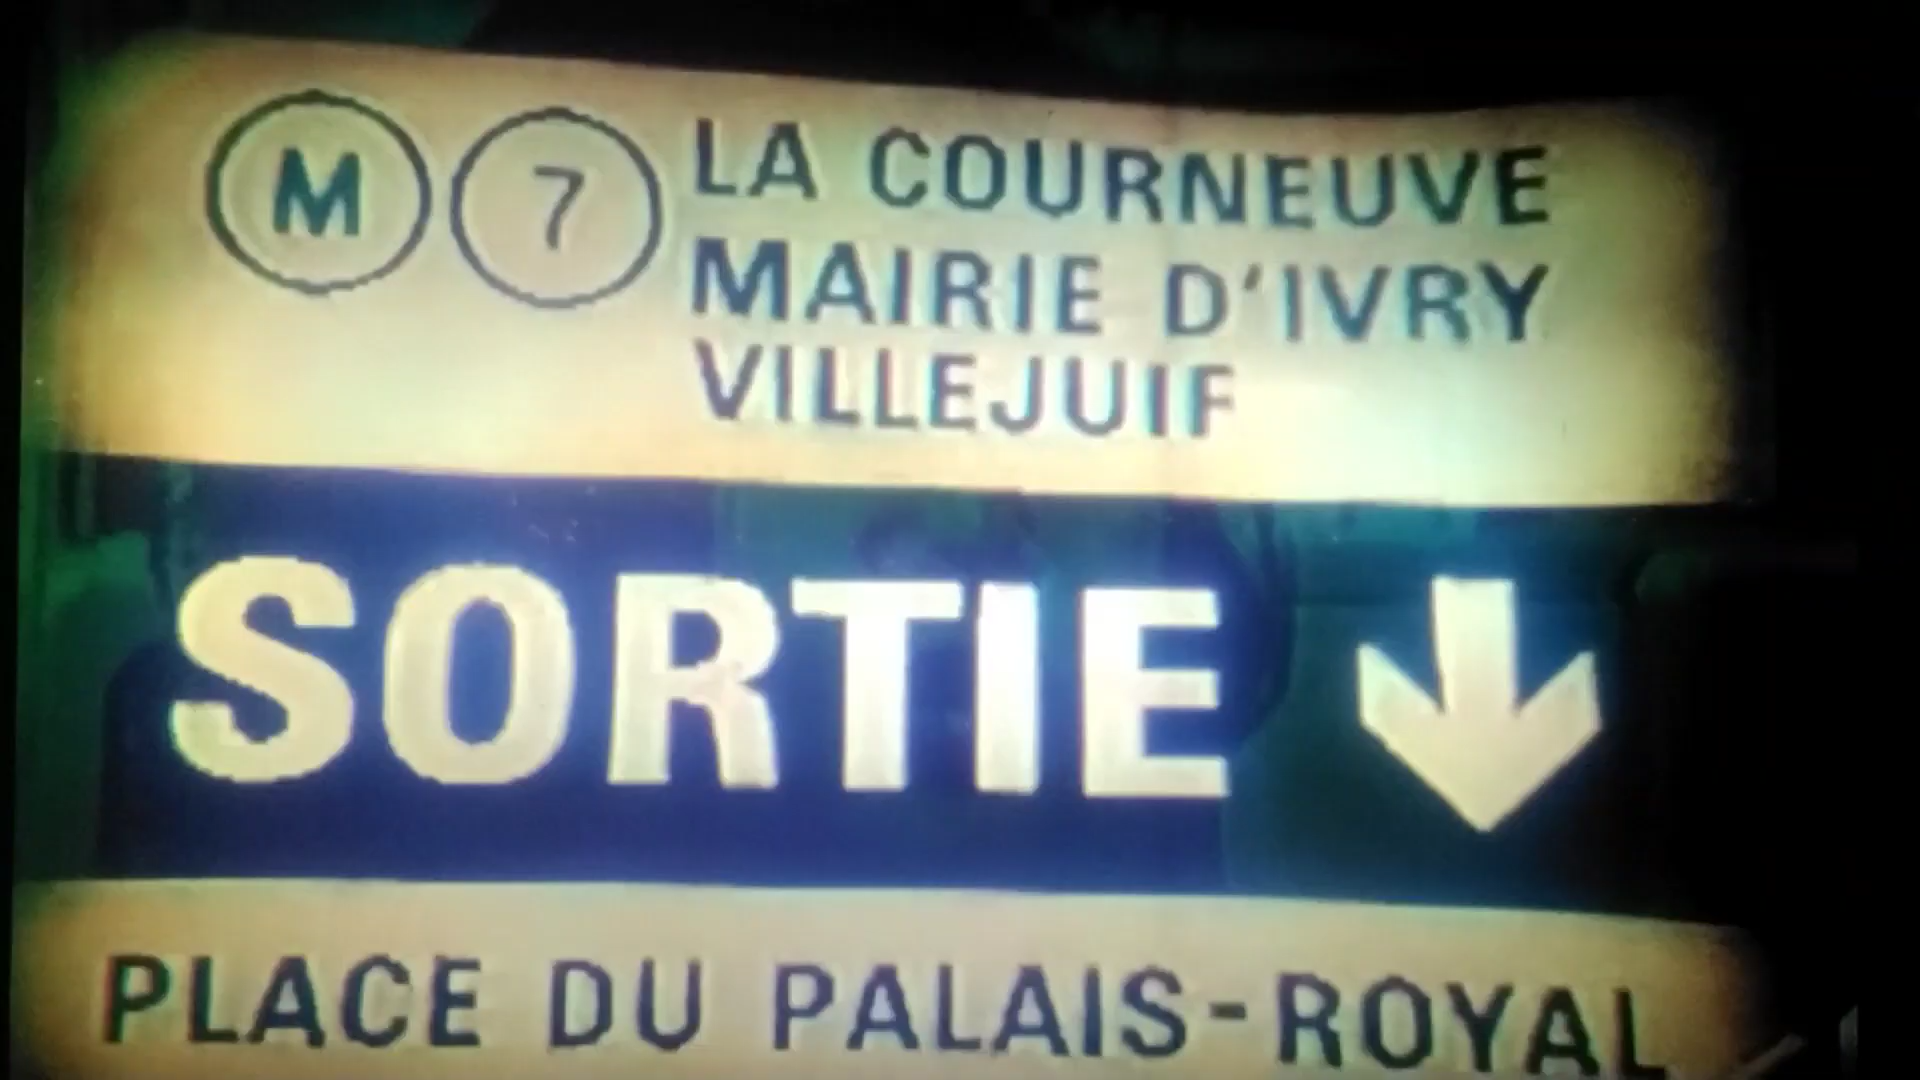 M 7 LA COURNEUVE
MAIRIE D'IVRY
VILLEJUIF
SORTIE
PLACE DU PALAIS-ROYAL